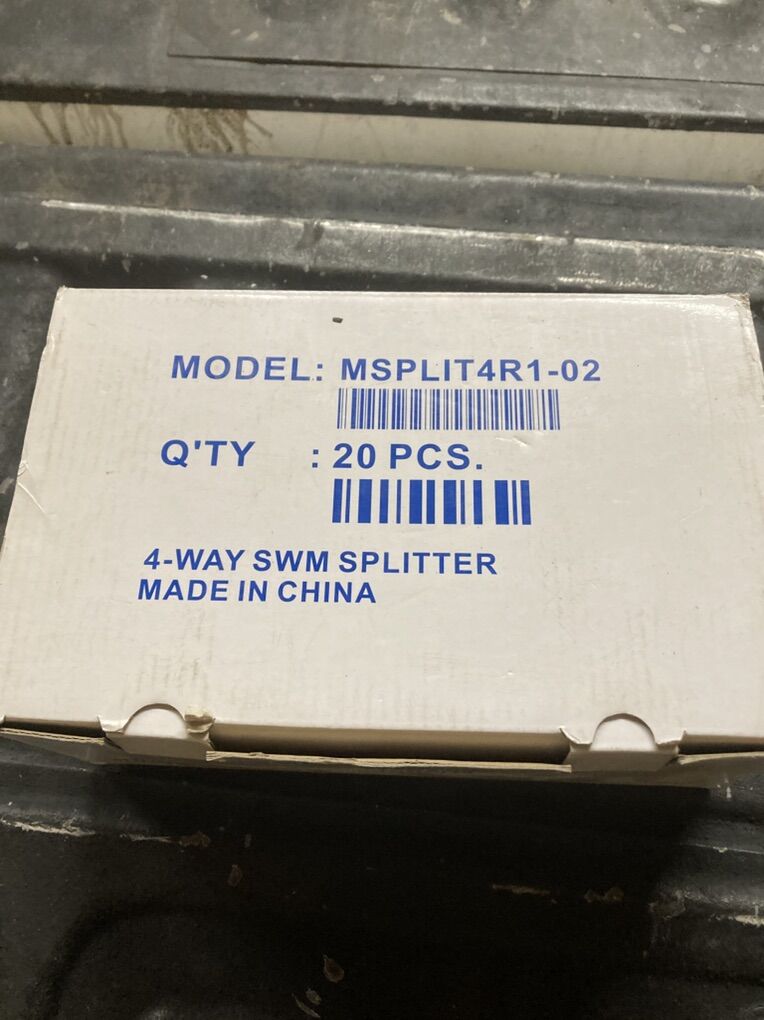 MODEL: MSPLIT4R1-02
Q'TY : 20 PCS.
4-WAY SWM SPLITTER
MADE IN CHINA